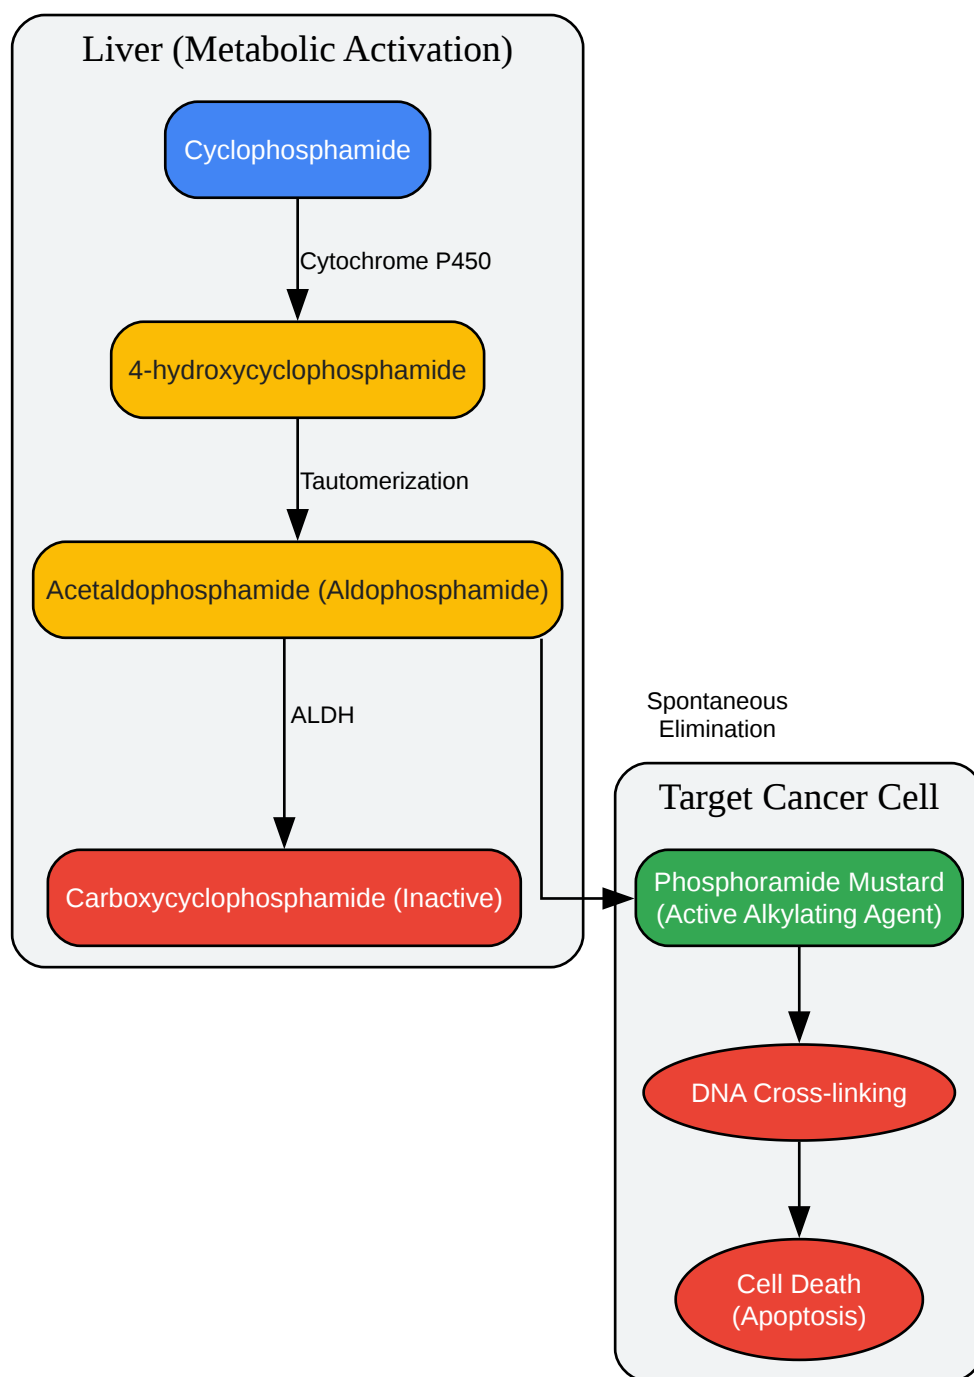 Liver (Metabolic Activation)
Cyclophosphamide
Cytochrome P450
4-hydroxycyclophosphamide
Tautomerization
Acetaldophosphamide (Aldophosphamide)
ALDH
Carboxycyclophosphamide (Inactive)
Spontaneous
Elimination
Target Cancer Cell
Phosphoramide Mustard
(Active Alkylating Agent)
DNA Cross-linking
Cell Death
(Apoptosis)